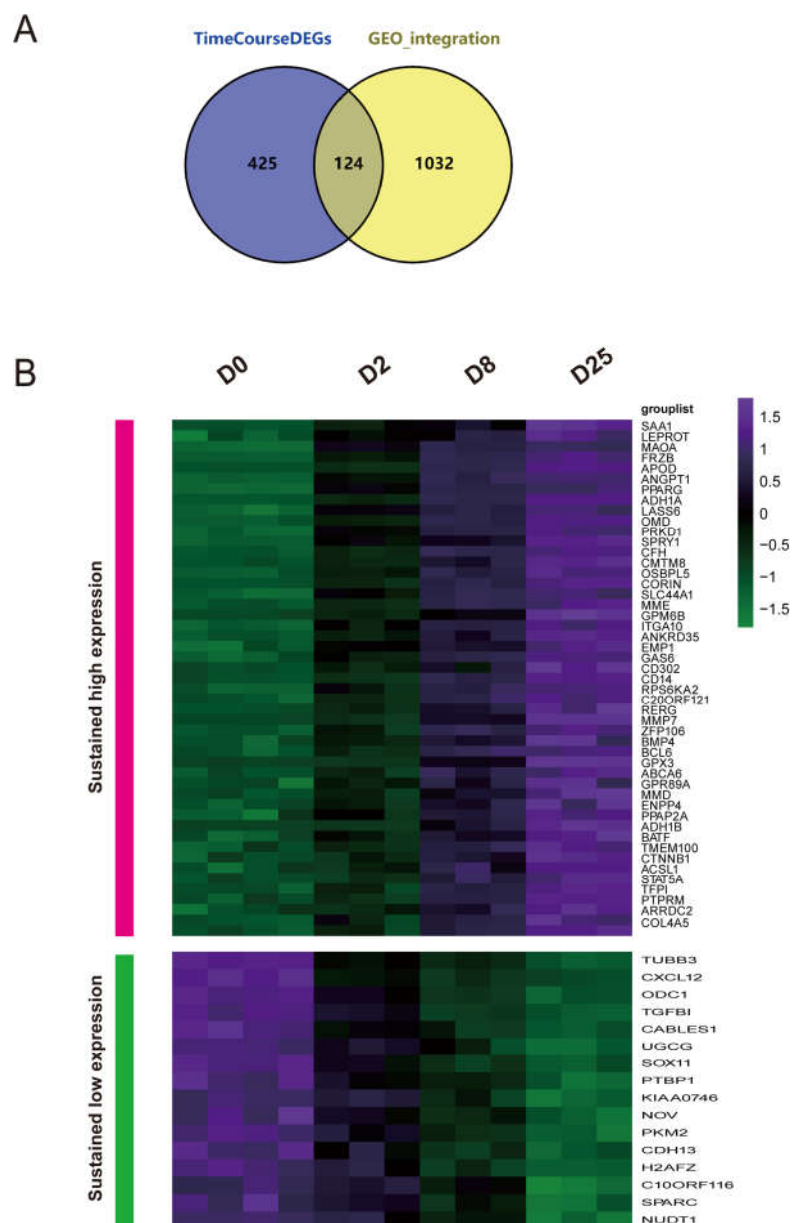 A
TimeCourseDEGs GEO_integration
425 124 1032
B
D0 D2 D8 D25
grouplist
Sustained high expression
SAA1
LEPROT
MAOA
FRZB
APOD
ANGPT1
PPARG
ADH1A
LASS6
OMD
PRKD1
SPRY1
CFH
CMTM8
OSBPL5
CORIN
SLC44A1
MME
GPM6B
ITGA10
ANKRD35
EMP1
GAS6
CD302
CD14
RPS6KA2
C20ORF121
RERG
MMP7
ZFP106
BMP4
BCL6
GPX3
ABCA6
GPR89A
MMD
ENPP4
PPAP2A
ADH1B
BATF
TMEM100
CTNNB1
ACSL1
STAT5A
TFPI
PTPRM
ARRDC2
COL4A5
1.5
1
0.5
0
−0.5
−1
−1.5
Sustained low expression
TUBB3
CXCL12
ODC1
TGFBI
CABLES1
UGCG
SOX11
PTBP1
KIAA0746
NOV
PKM2
CDH13
H2AFZ
C10ORF116
SPARC
NUDT1